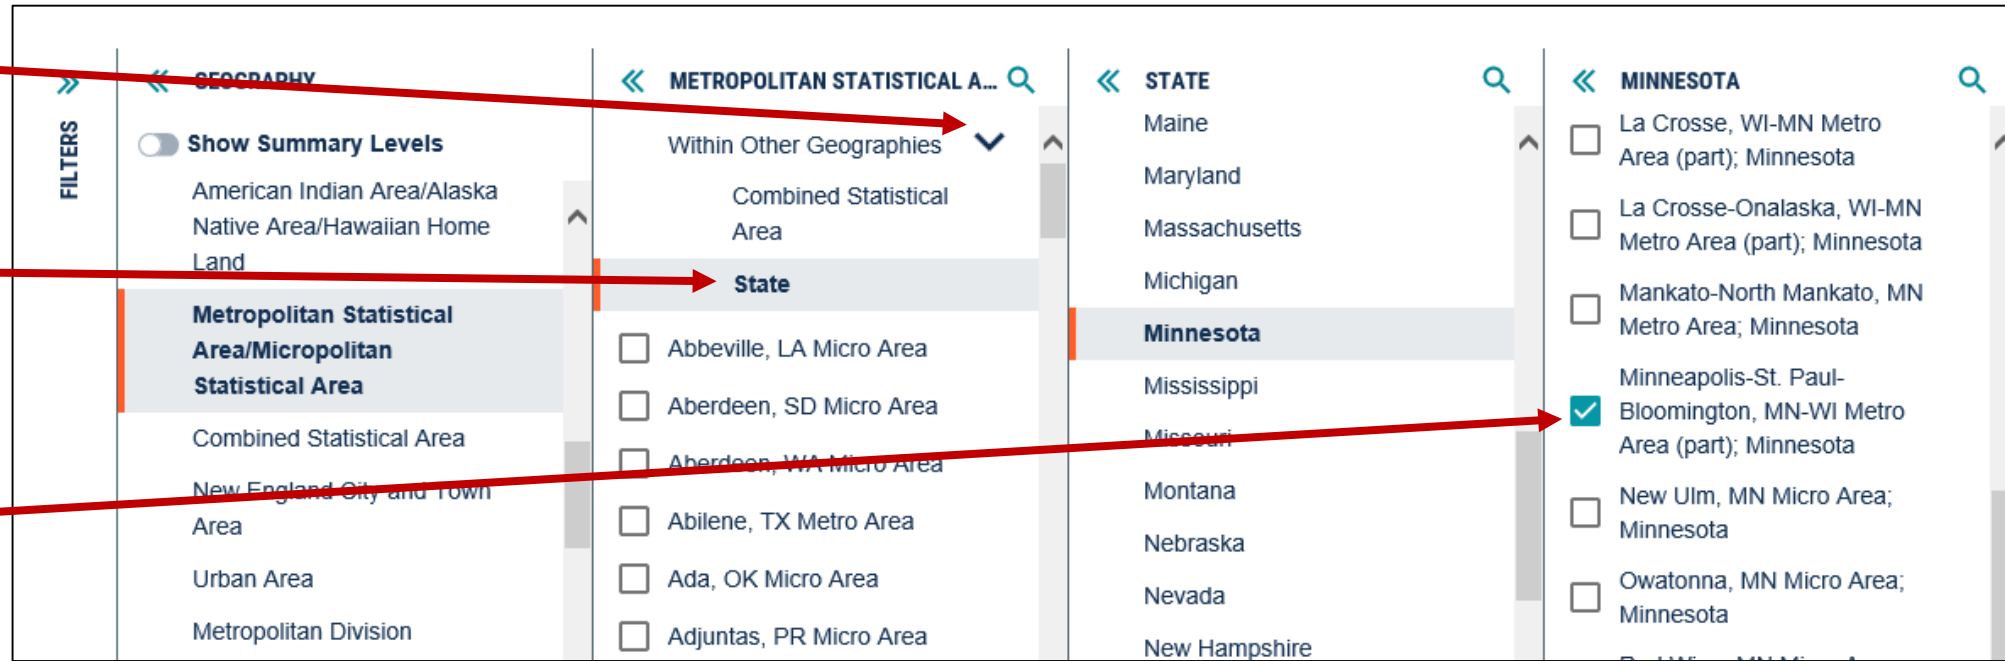 FILTERS
GEOGRAPHY
Show Summary Levels
American Indian Area/Alaska
Native Area/Hawaiian Home
Land
Metropolitan Statistical
Area/Micropolitan
Statistical Area
Combined Statistical Area
New England City and Town
Area
Urban Area
Metropolitan Division
METROPOLITAN STATISTICAL A...
Within Other Geographies
Combined Statistical
Area
State
Abbeville, LA Micro Area
Aberdeen, SD Micro Area
Aberdeen, WA Micro Area
Abilene, TX Metro Area
Ada, OK Micro Area
Adjuntas, PR Micro Area
STATE
Maine
Maryland
Massachusetts
Michigan
Minnesota
Mississippi
Missouri
Montana
Nebraska
Nevada
New Hampshire
MINNESOTA
La Crosse, WI-MN Metro
Area (part); Minnesota
La Crosse-Onalaska, WI-MN
Metro Area (part); Minnesota
Mankato-North Mankato, MN
Metro Area; Minnesota
Minneapolis-St. Paul-
Bloomington, MN-WI Metro
Area (part); Minnesota
New Ulm, MN Micro Area;
Minnesota
Owatonna, MN Micro Area;
Minnesota